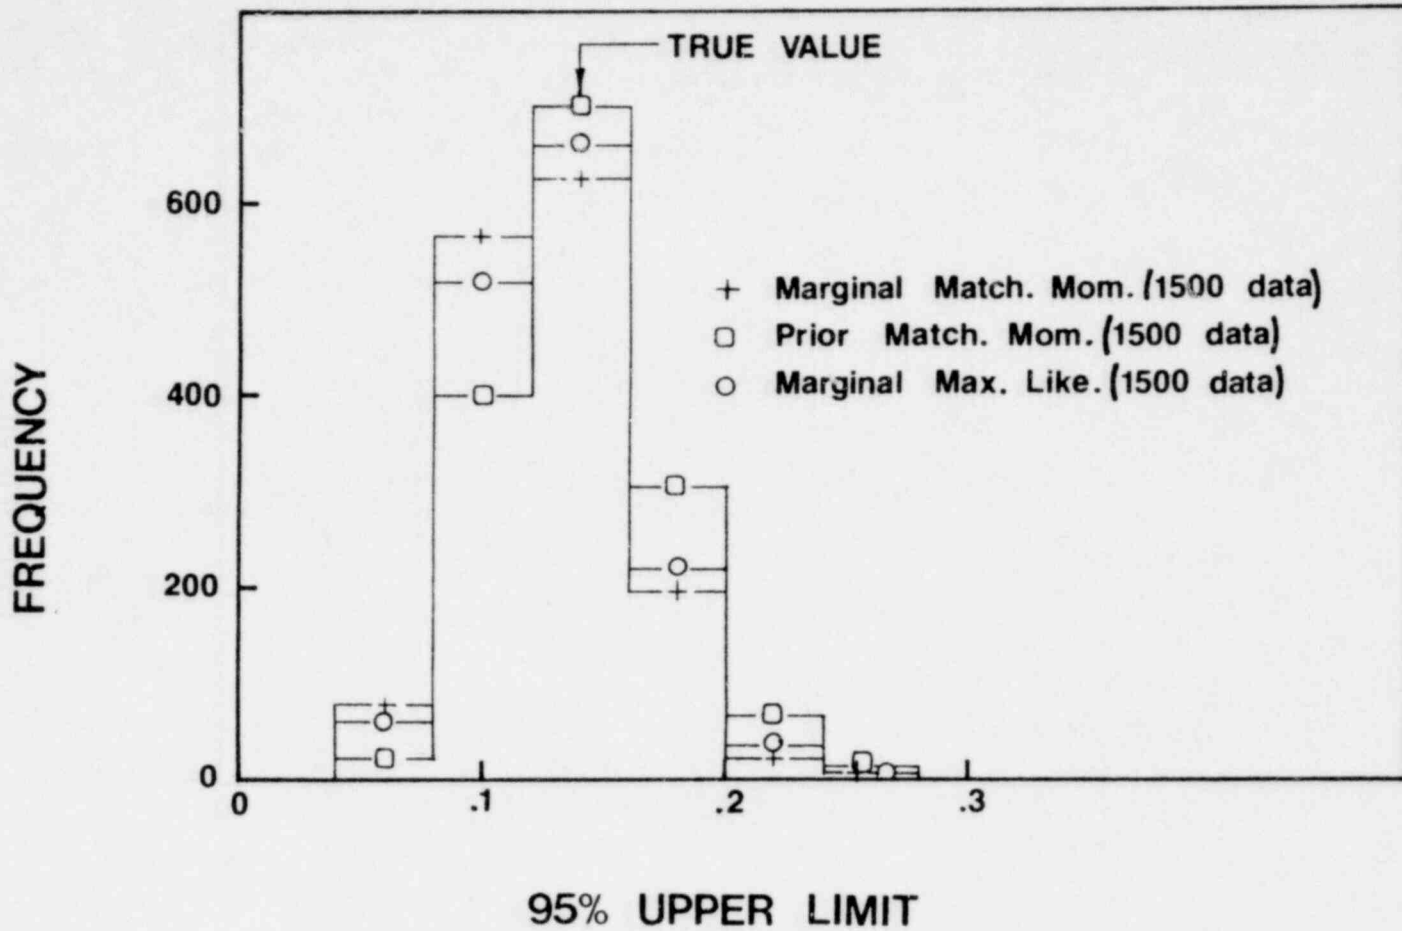 TRUE VALUE
600
400
200
0
+ Marginal Match. Mom. (1500 data)
Prior Match. Mom. (1500 data)
Marginal Max. Like. (1500 data)
FREQUENCY
0 .1 .2 .3
95% UPPER LIMIT